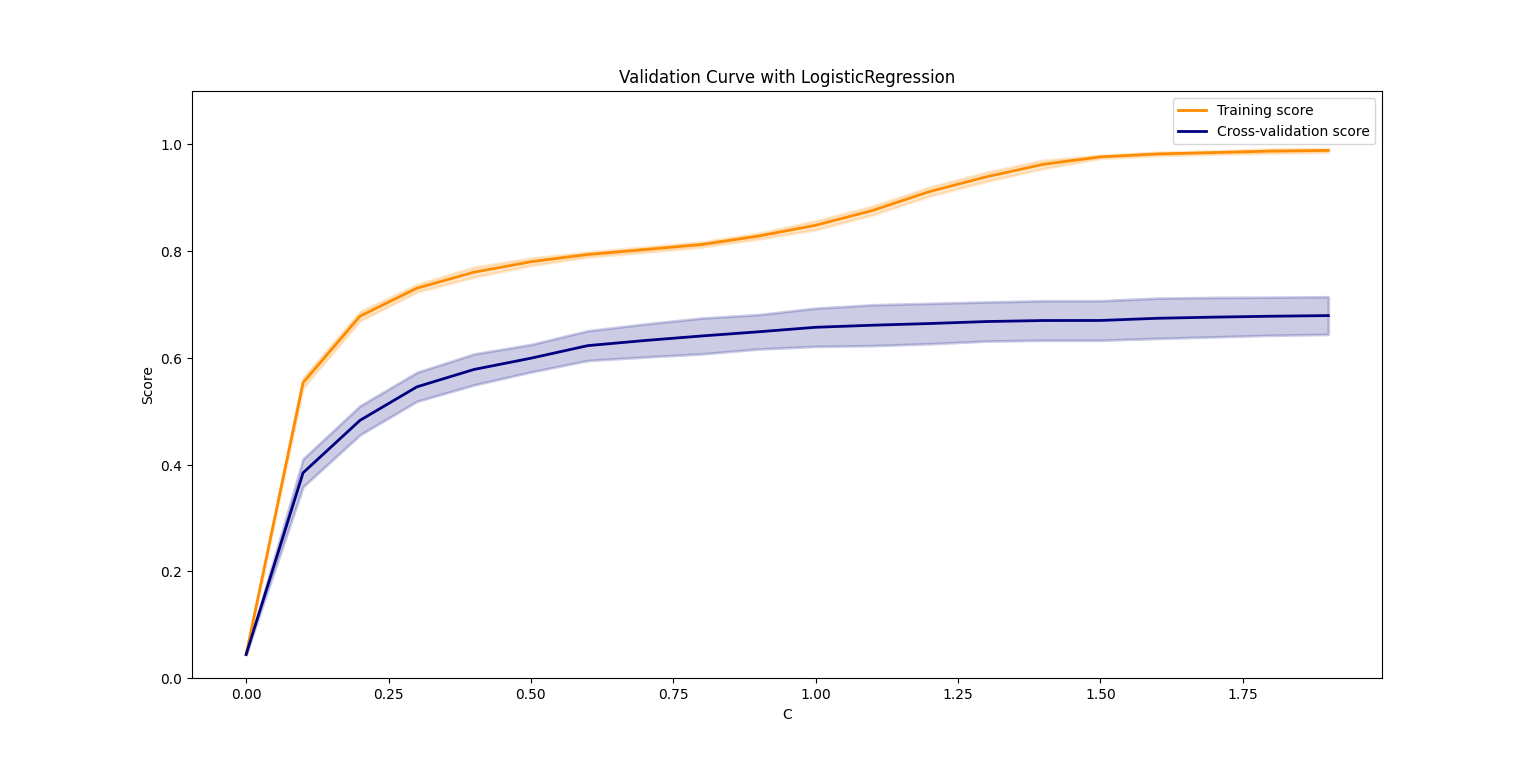 Validation Curve with LogisticRegression
Training score
Cross-validation score
1.0
0.8
0.6
0.4
0.2
0.0
Score
0.00 0.25 0.50 0.75 1.00 1.25 1.50 1.75
C